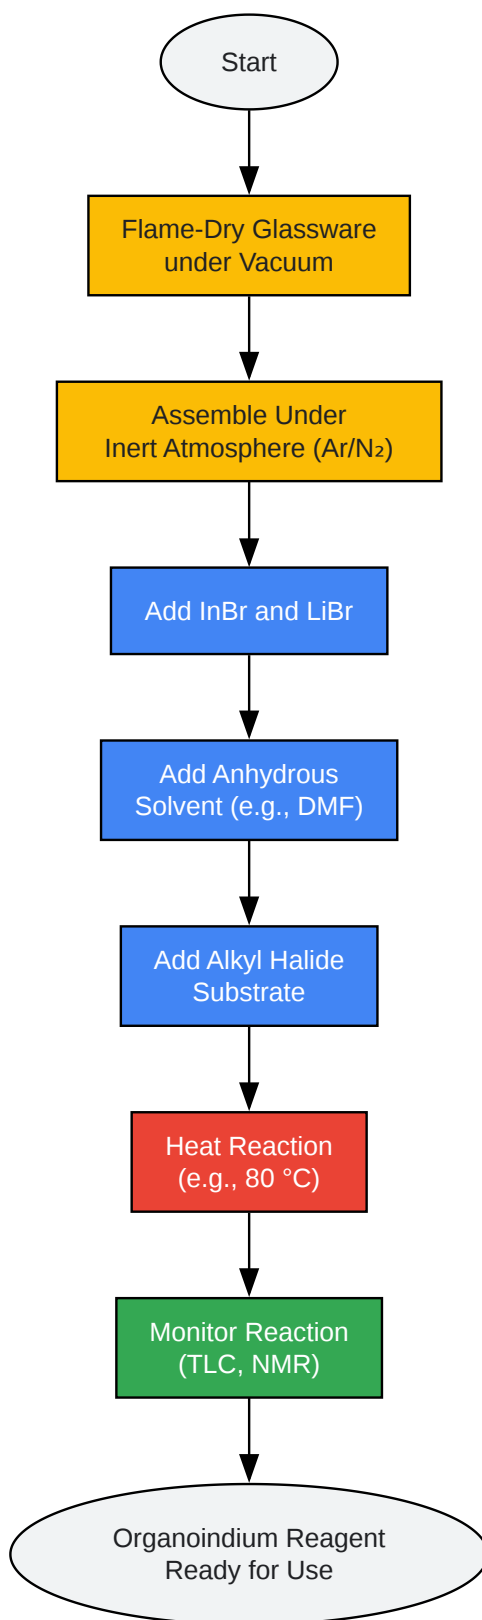 Start
Flame-Dry Glassware
under Vacuum
Assemble Under
Inert Atmosphere (Ar/N₂)
Add InBr and LiBr
Add Anhydrous
Solvent (e.g., DMF)
Add Alkyl Halide
Substrate
Heat Reaction
(e.g., 80 °C)
Monitor Reaction
(TLC, NMR)
Organoindium Reagent
Ready for Use